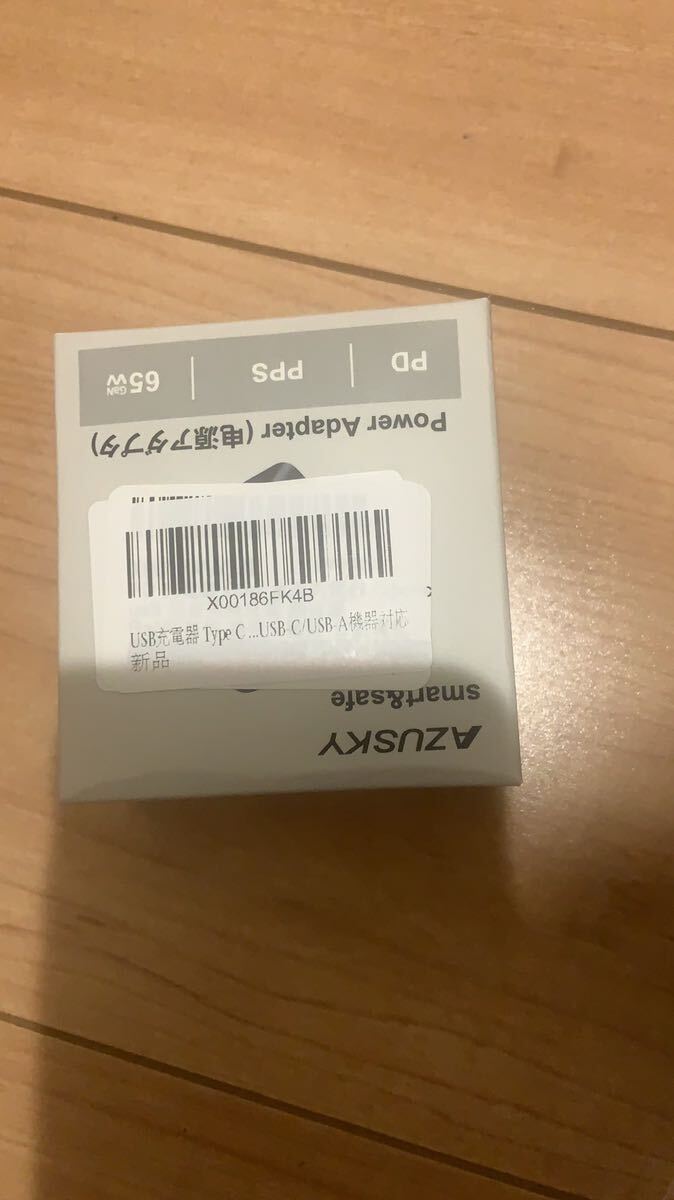 AZUSKY
smart&safe
X00186FK4B
USB充電器 Type C ...USB-C/USB-A機器対応
新品
Power Adapter (电源アダプタ)
PD | PPS | 65W GaN